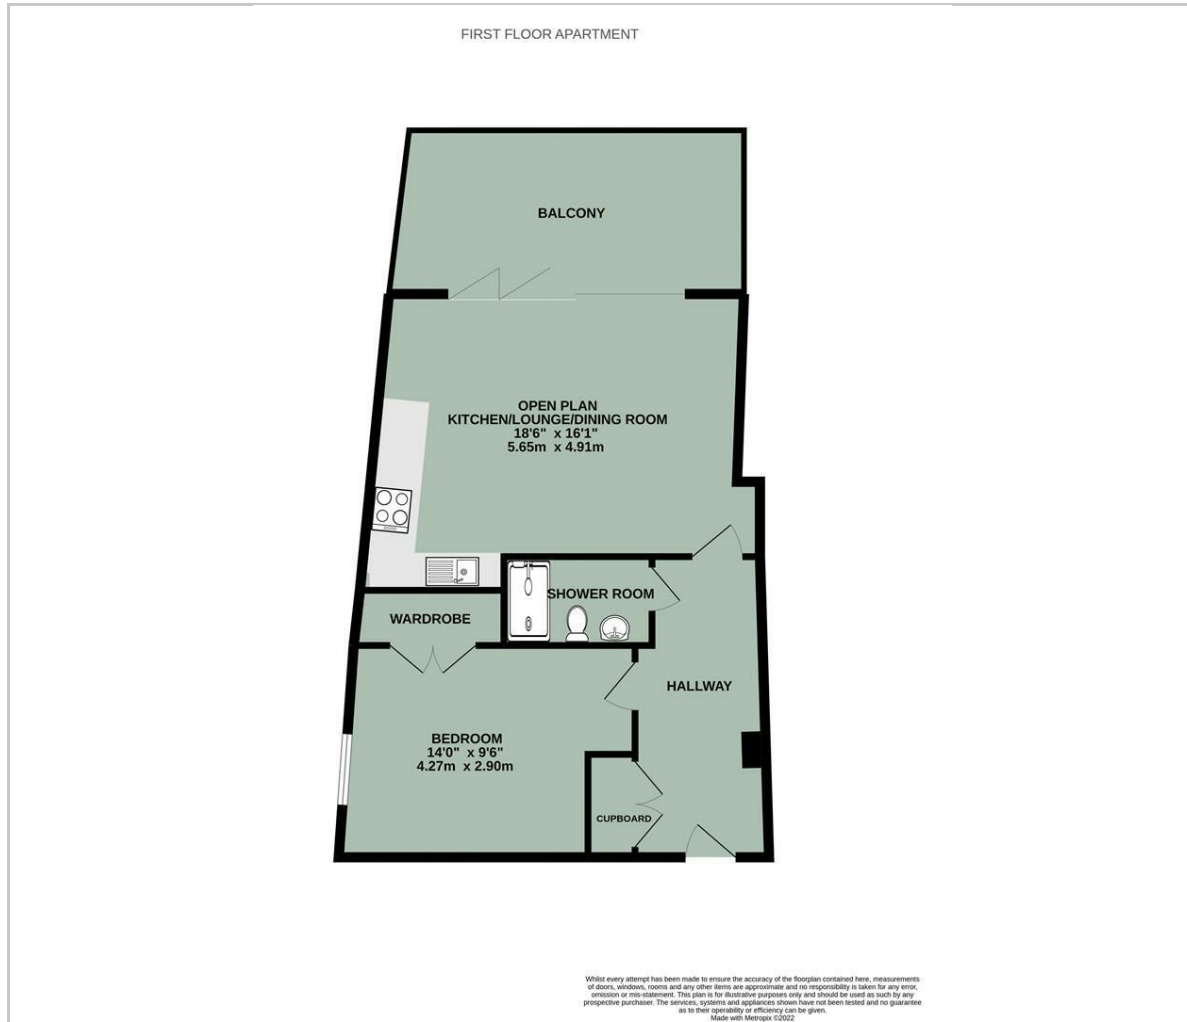 FIRST FLOOR APARTMENT
BALCONY
OPEN PLAN
KITCHEN/LOUNGE/DINING ROOM
18'6" x 16'1"
5.65m x 4.91m
SHOWER ROOM
WARDROBE
HALLWAY
BEDROOM
14'0" x 9'6"
4.27m x 2.90m
CUPBOARD
Whilst every attempt has been made to ensure the accuracy of the floorplan contained here, measurements
of doors, windows, rooms and any other items are approximate and no responsibility is taken for any error,
omission or mis-statement. This plan is for illustrative purposes only and should be used as such by any
prospective purchaser. The services, systems and appliances shown have not been tested and no guarantee
as to their operability or efficiency can be given.
Made with Metropix ©2022